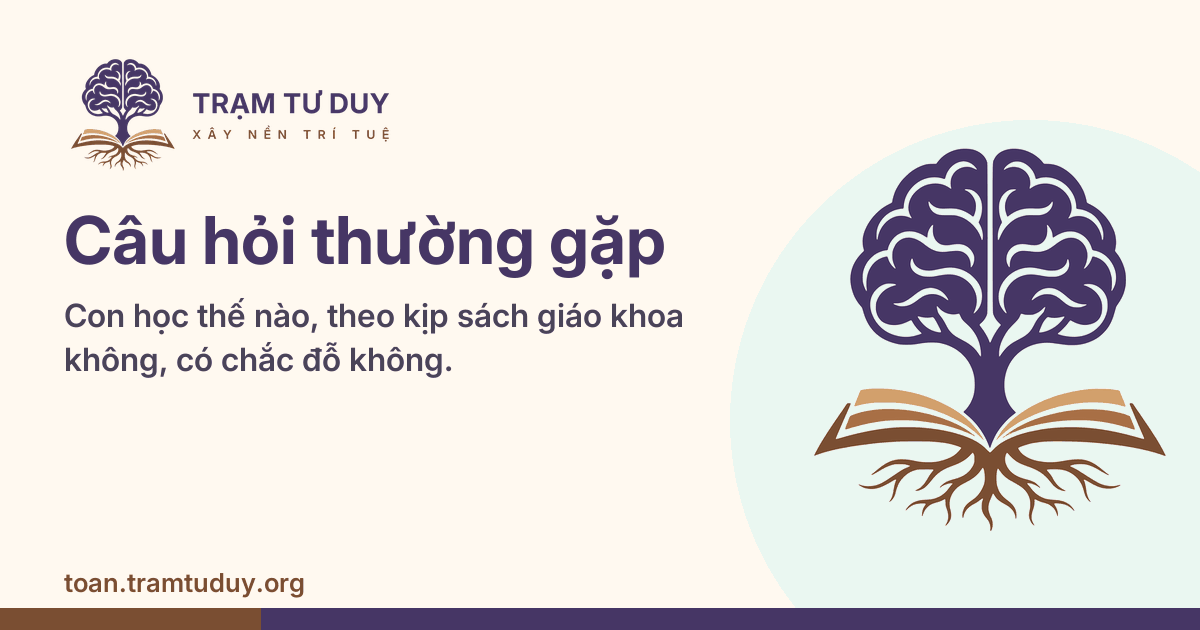 TRẠM TƯ DUY
XÂY NỀN TRÍ TUỆ
Câu hỏi thường gặp
Con học thế nào, theo kịp sách giáo khoa
không, có chắc đỗ không.
toan.tramtuduy.org